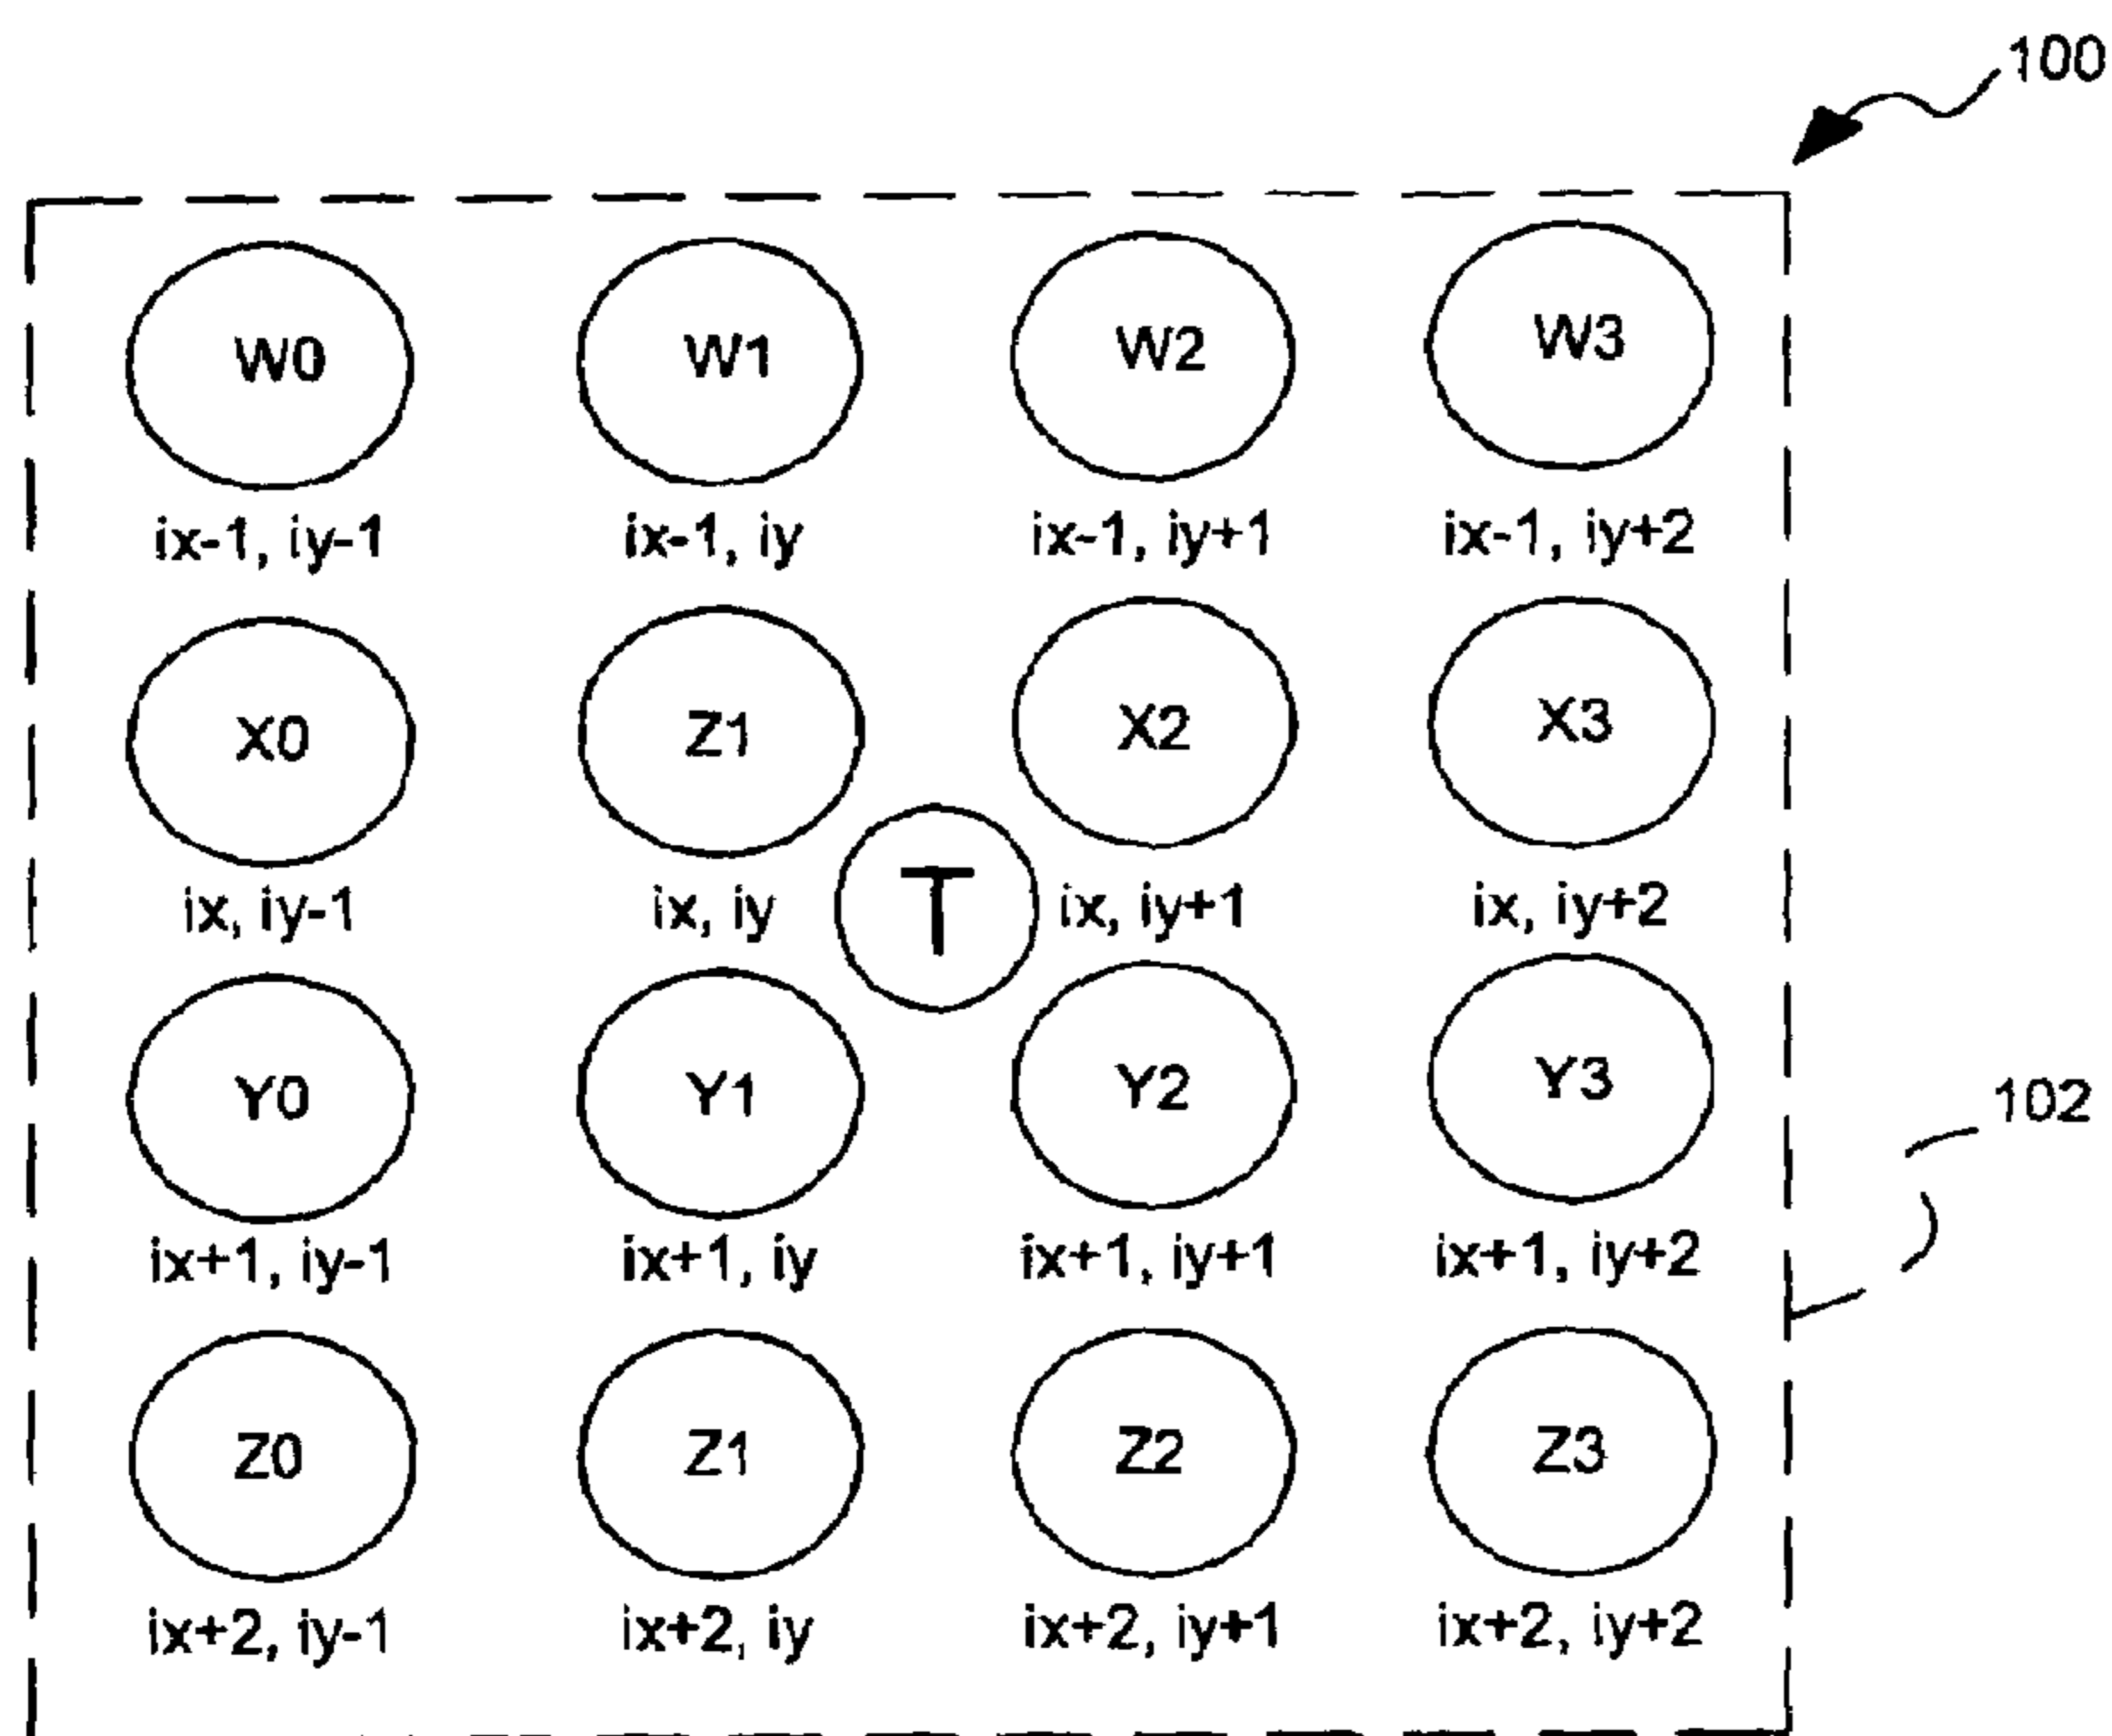 100
W0 W1 W2 W3
ix-1, iy-1 ix-1, iy ix-1, iy+1 ix-1, iy+2
X0 Z1 X2 X3
T
ix, iy-1 ix, iy ix, iy+1 ix, iy+2
Y0 Y1 Y2 Y3
102
ix+1, iy-1 ix+1, iy ix+1, iy+1 ix+1, iy+2
Z0 Z1 Z2 Z3
ix+2, iy-1 ix+2, iy ix+2, iy+1 ix+2, iy+2